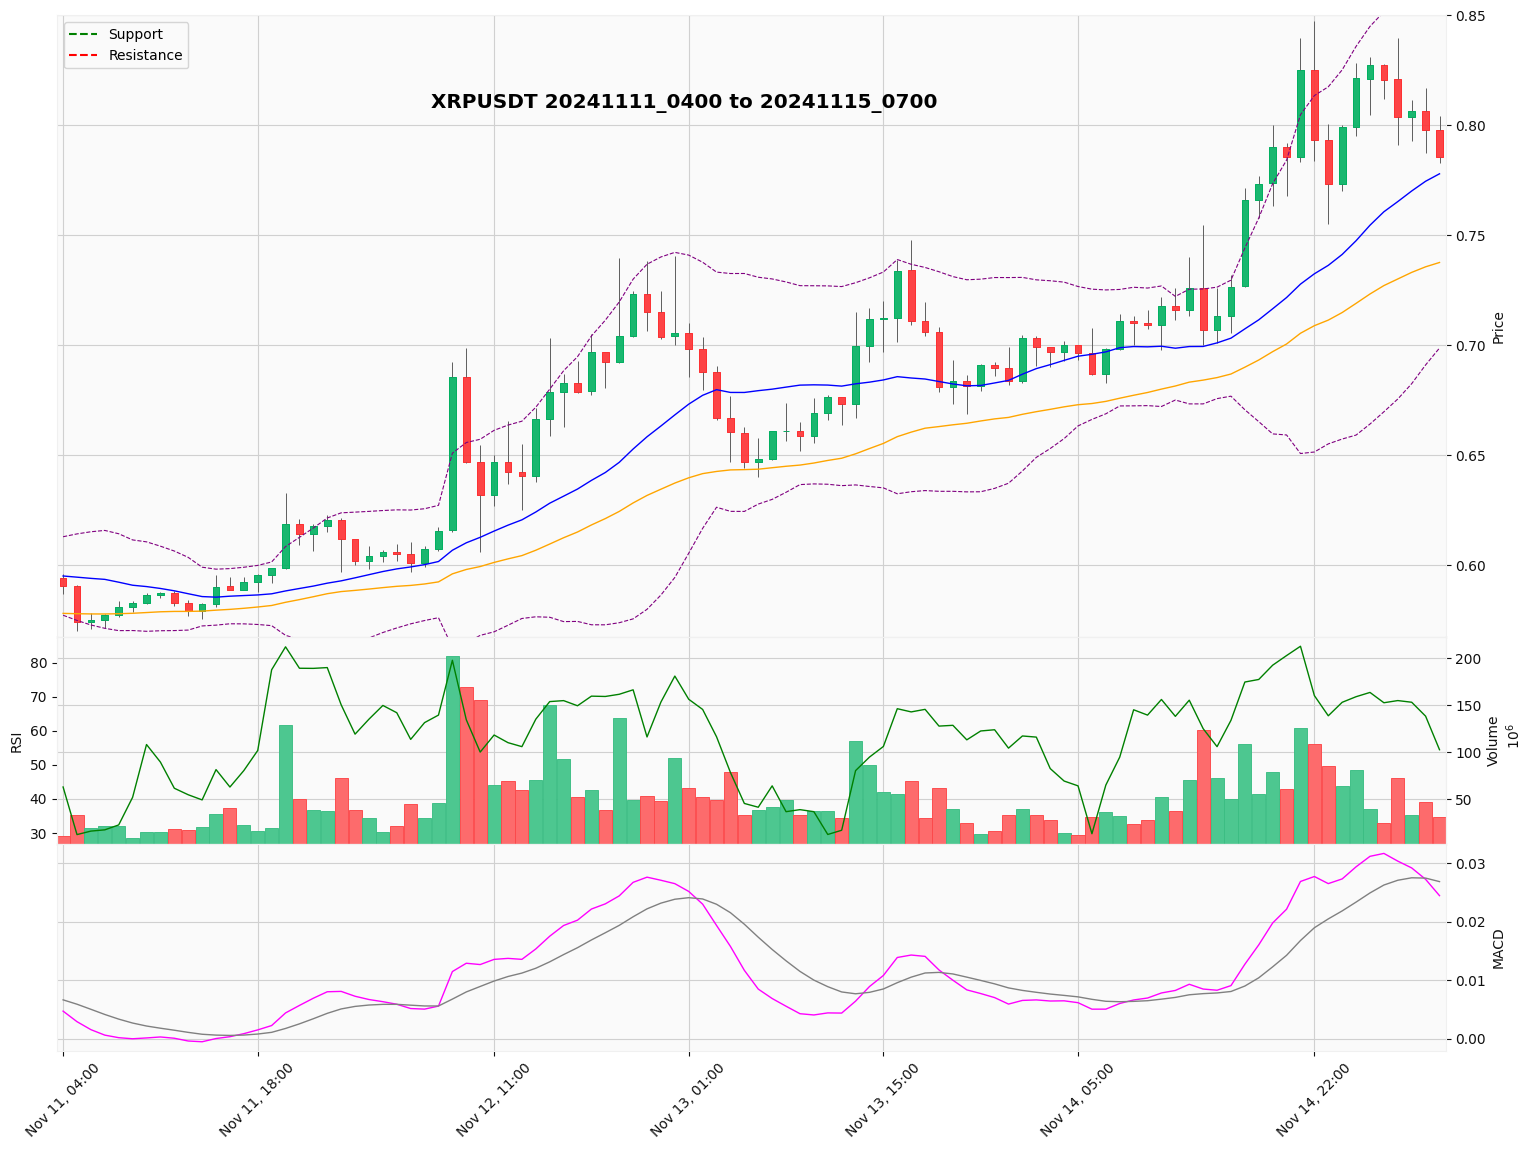 Support
Resistance
XRPUSDT 20241111_0400 to 20241115_0700
0.85
0.80
0.75
0.70
0.65
0.60
Price
80
70
60
50
40
30
RSI
200
150
100
50
Volume
10^6
0.03
0.02
0.01
0.00
MACD
Nov 11, 04:00
Nov 11, 18:00
Nov 12, 11:00
Nov 13, 01:00
Nov 13, 15:00
Nov 14, 05:00
Nov 14, 22:00